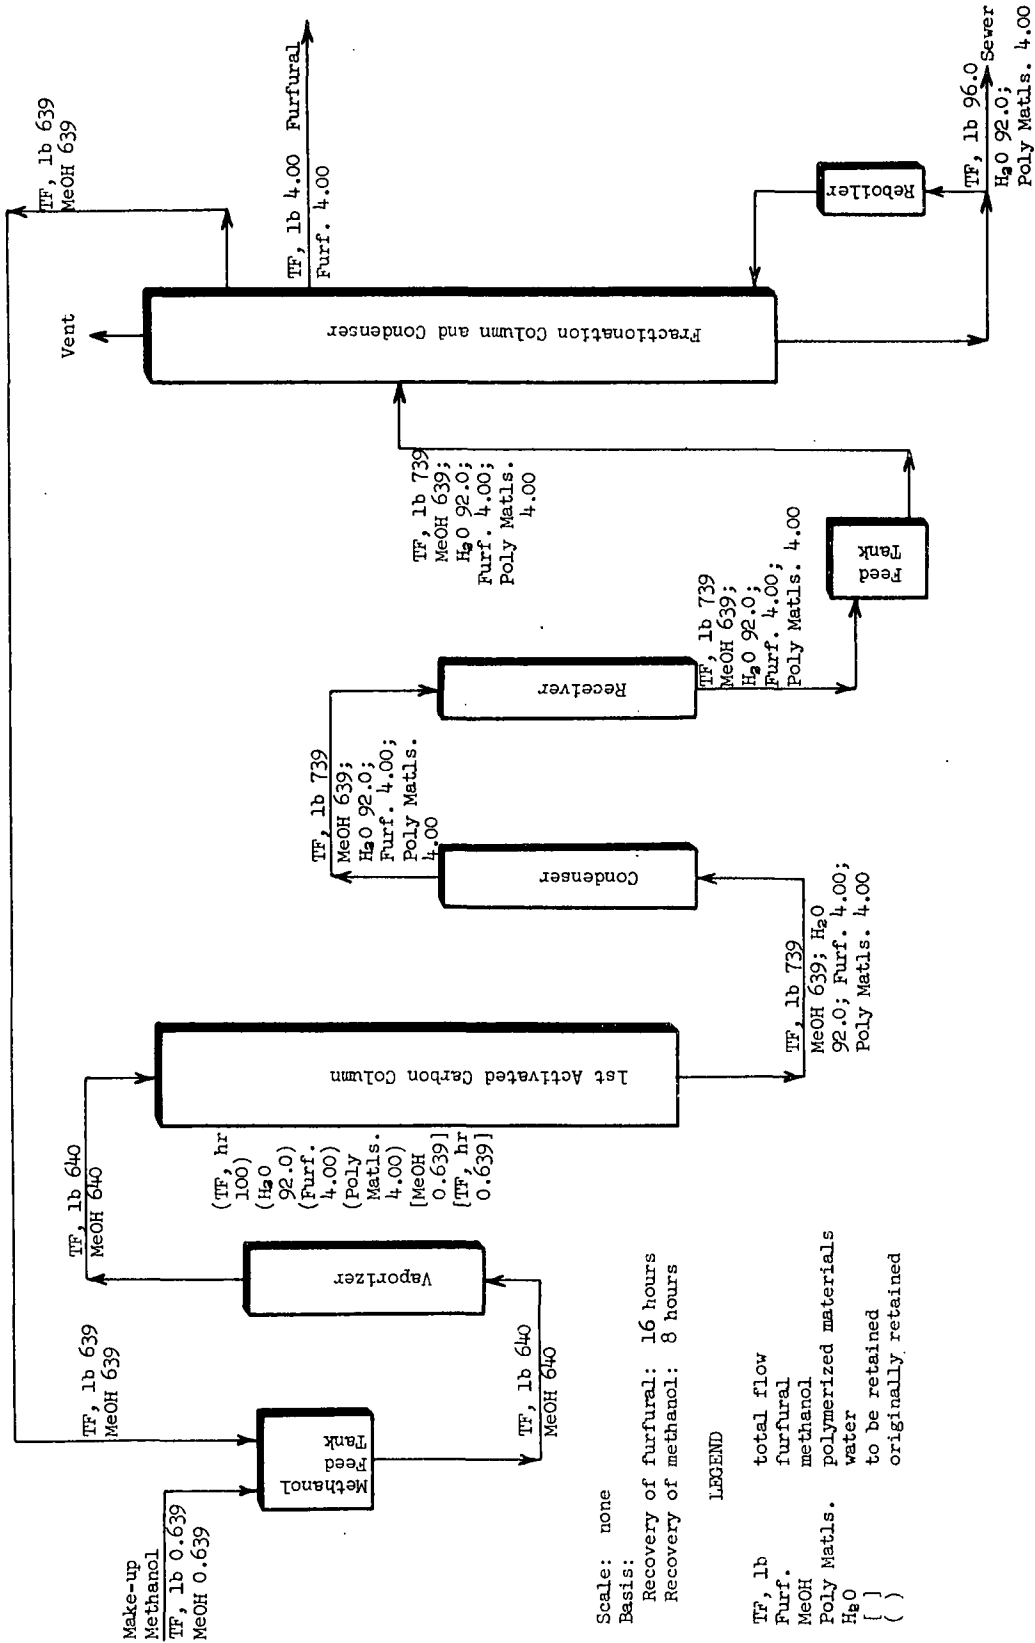 Make-up
Methanol
TF, lb 0.639
MeOH 0.639
TF, lb 639
MeOH 639
Methanol
Feed
Tank
TF, lb 640
MeOH 640
Vaporizer
TF, lb 640
MeOH 640
(TF, hr
100)
(H₂O
92.0)
(Furf.
4.00)
(Poly
Matls.
4.00)
[MeOH
0.639]
[TF, hr
0.639]
1st Activated Carbon Column
TF, lb 739
MeOH 639; H₂O
92.0; Furf. 4.00;
Poly Matls. 4.00
Condenser
TF, lb 739
MeOH 639;
H₂O 92.0;
Furf. 4.00;
Poly Matls.
4.00
Receiver
TF, lb 739
MeOH 639;
H₂O 92.0;
Furf. 4.00;
Poly Matls. 4.00
Feed
Tank
TF, lb 739
MeOH 639;
H₂O 92.0;
Furf. 4.00;
Poly Matls.
4.00
Fractionation Column and Condenser
Vent
TF, lb 639
MeOH 639
TF, lb 4.00 Furfural
Furf. 4.00
Reboiler
TF, lb 96.0 Sewer
H₂O 92.0;
Poly Matls. 4.00
Scale: none
Basis:
Recovery of furfural: 16 hours
Recovery of methanol: 8 hours
LEGEND
TF, lb total flow
Furf. furfural
MeOH methanol
Poly Matls. polymerized materials
H₂O water
[ ] to be retained
( ) originally retained